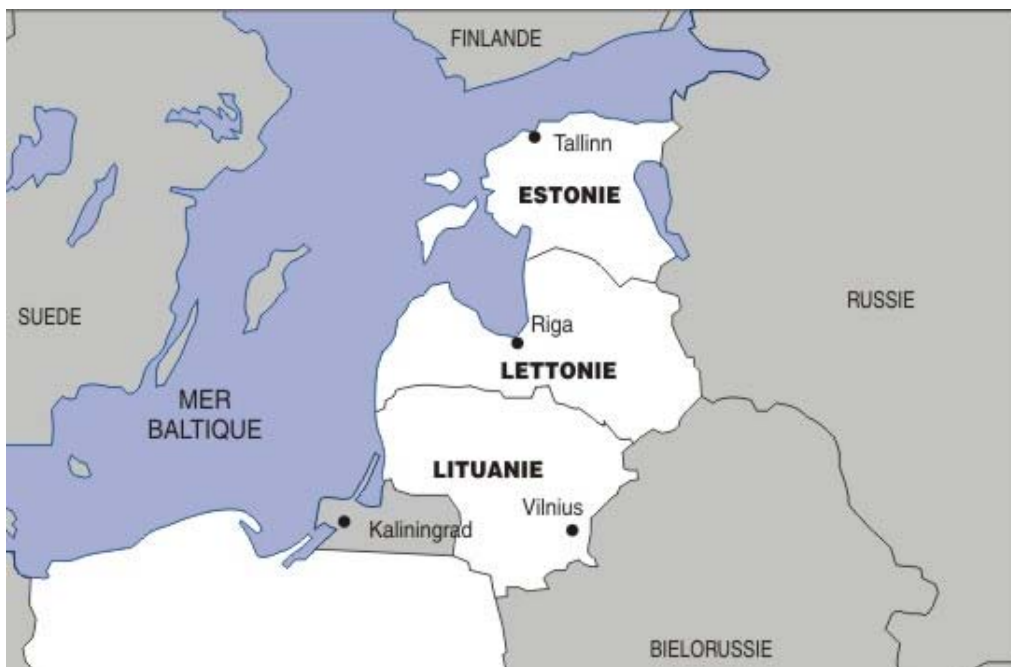 FINLANDE
Tallinn
ESTONIE
RUSSIE
SUEDE
Riga
LETTONIE
MER
BALTIQUE
LITUANIE
Vilnius
Kaliningrad
BIELORUSSIE